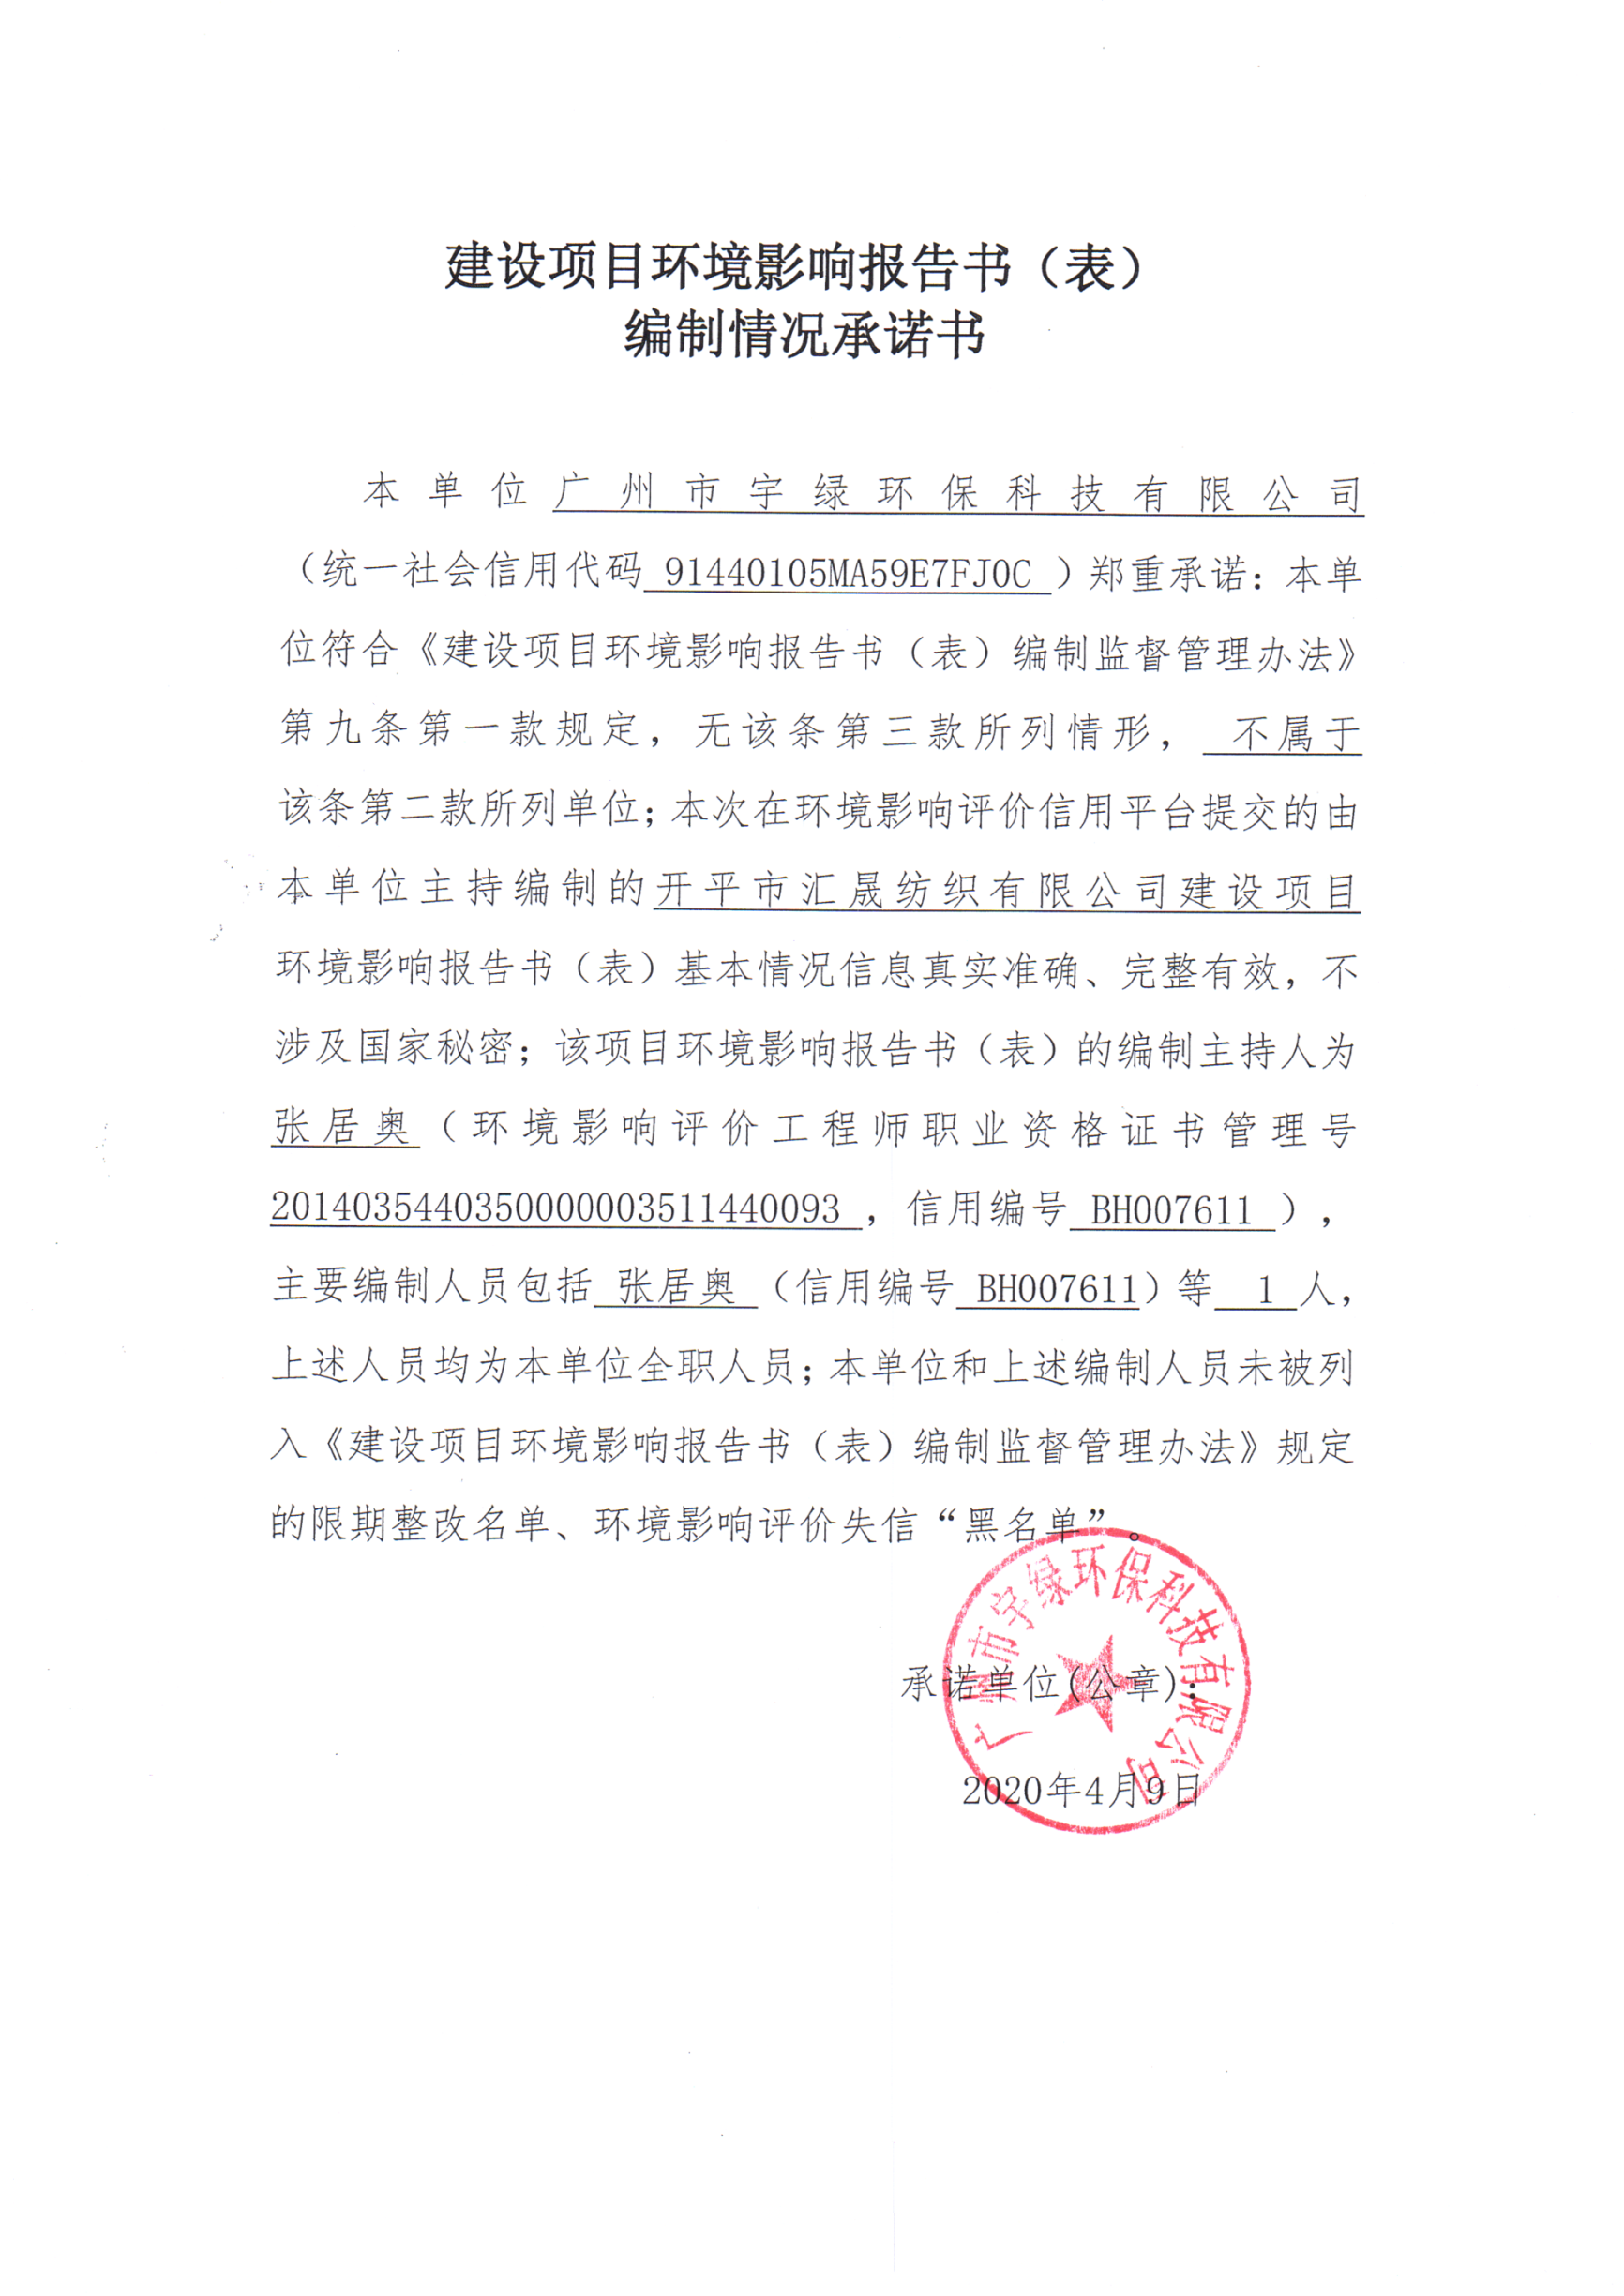 建设项目环境影响报告书（表）
编制情况承诺书
本单位广州市宇绿环保科技有限公司
（统一社会信用代码 91440105MA59E7FJ0C ）郑重承诺：本单
位符合《建设项目环境影响报告书（表）编制监督管理办法》
第九条第一款规定，无该条第三款所列情形， 不属于
该条第二款所列单位；本次在环境影响评价信用平台提交的由
本单位主持编制的开平市汇晟纺织有限公司建设项目
环境影响报告书（表）基本情况信息真实准确、完整有效，不
涉及国家秘密；该项目环境影响报告书（表）的编制主持人为
张居奥（环境影响评价工程师职业资格证书管理号
2014035440350000003511440093 ，信用编号 BH007611 ），
主要编制人员包括 张居奥 （信用编号 BH007611）等 1 人，
上述人员均为本单位全职人员；本单位和上述编制人员未被列
入《建设项目环境影响报告书（表）编制监督管理办法》规定
的限期整改名单、环境影响评价失信“黑名单”。
广州市宇绿环保科技有限公司
承诺单位(公章)：
2020年4月9日